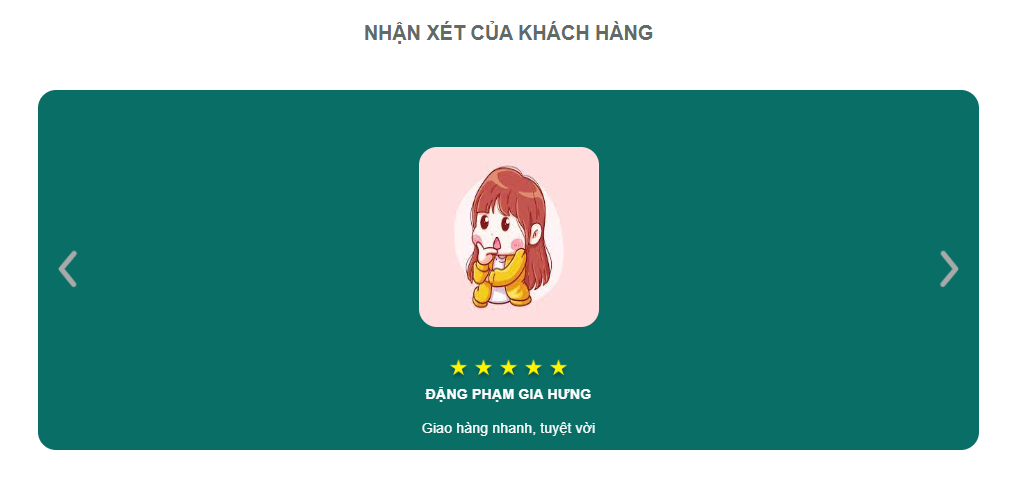 NHẬN XÉT CỦA KHÁCH HÀNG
ĐẶNG PHẠM GIA HƯNG
Giao hàng nhanh, tuyệt vời